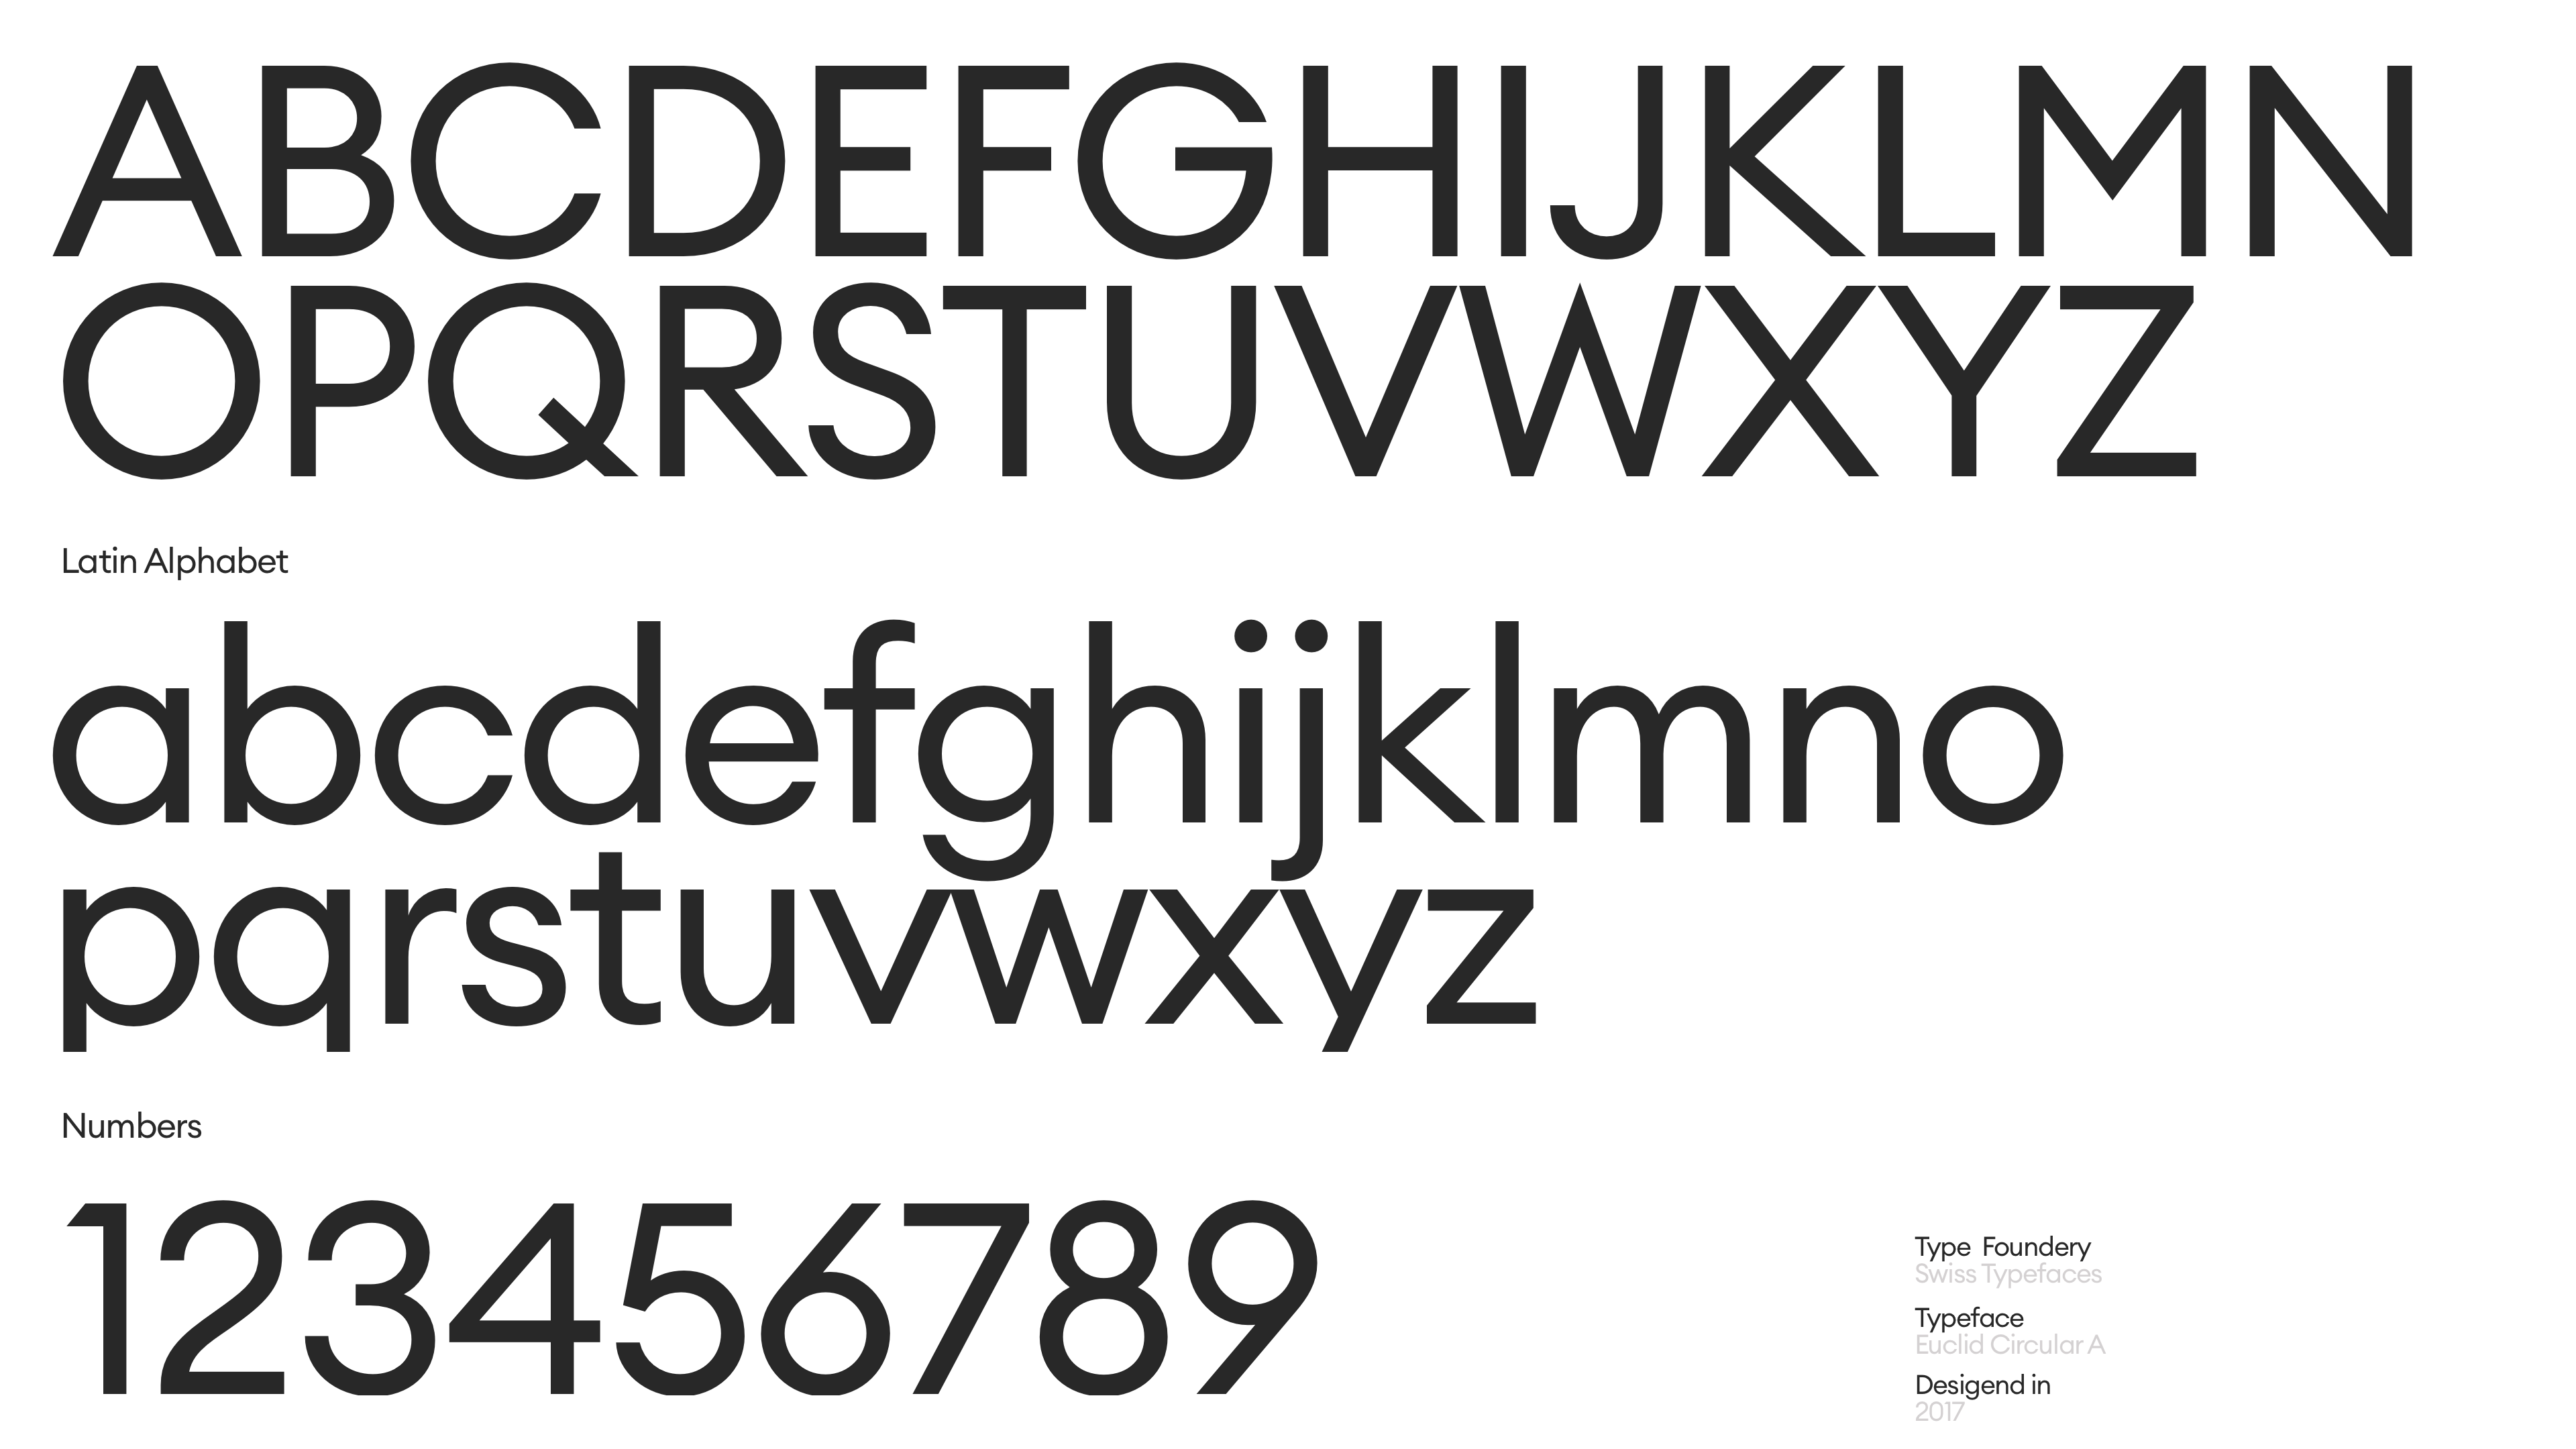 ABCDEFGHIJKLMN
OPQRSTUVWXYZ
Latin Alphabet
abcdefghijklmno
pqrstuvwxyz
Numbers
123456789
Type Foundery
Swiss Typefaces
Typeface
Euclid Circular A
Desigend in
2017